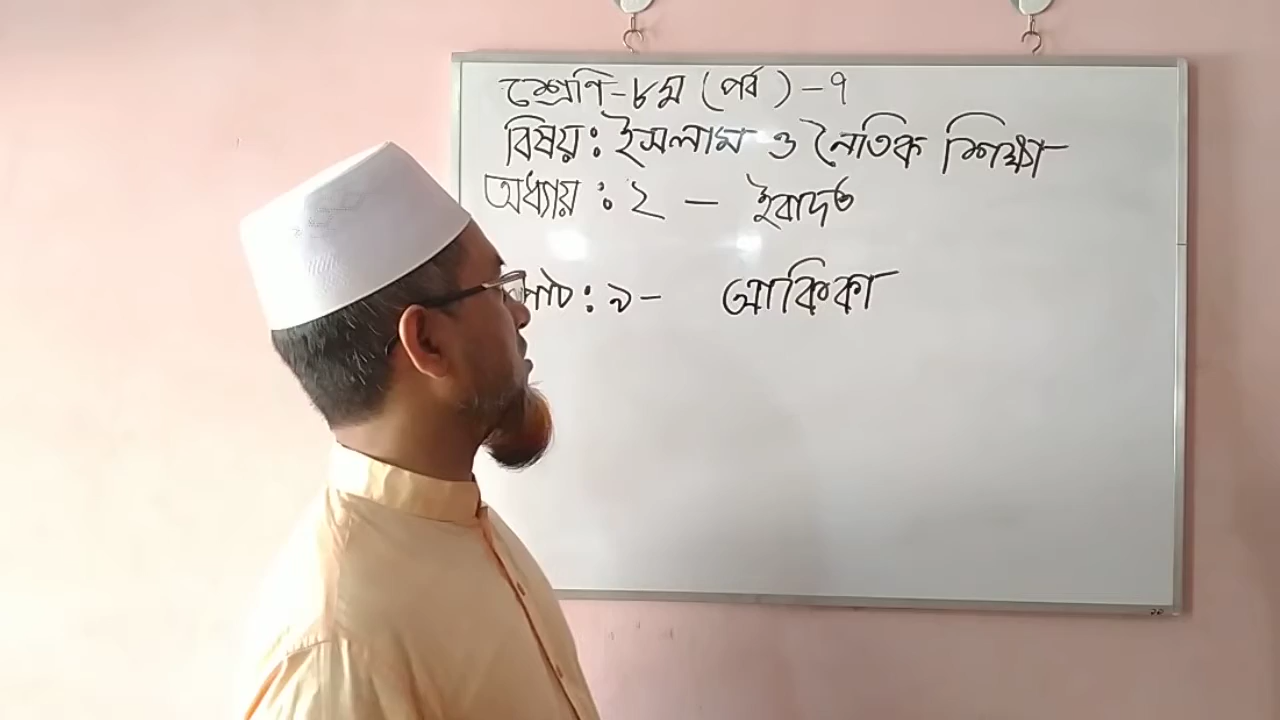 শ্রেণি-৮ম (পর্ব)-৭
বিষয়ঃ ইসলাম ও নৈতিক শিক্ষা
অধ্যায়ঃ ২ - ইবাদত
পাঠ: ৯- আকিকা